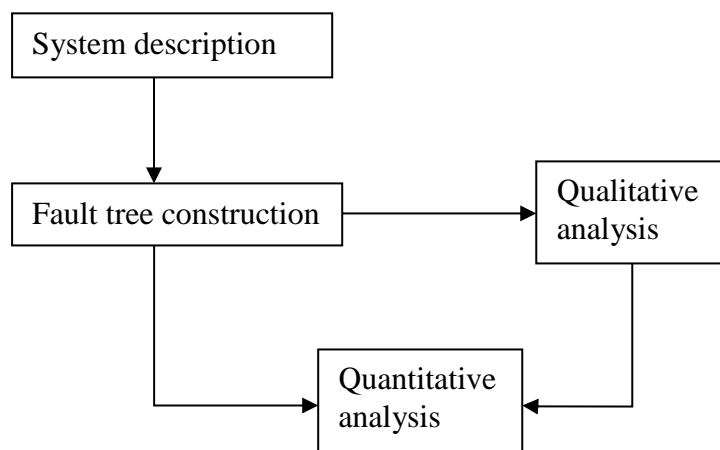 System description
Fault tree construction
Qualitative
analysis
Quantitative
analysis